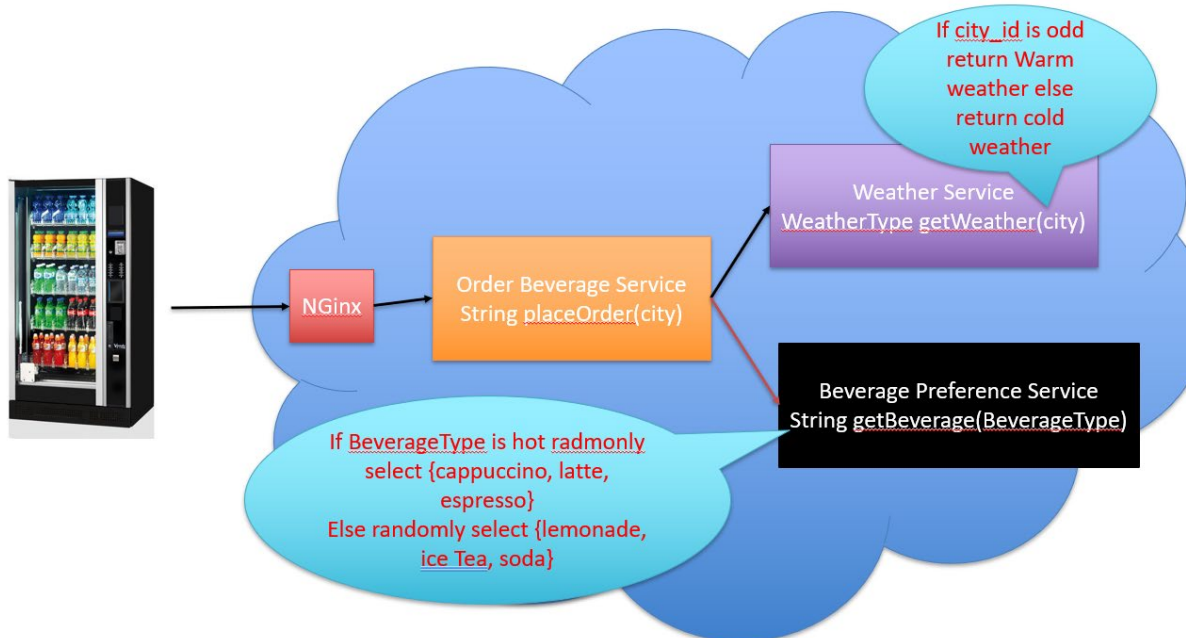 If city_id is odd
return Warm
weather else
return cold
weather
Weather Service
WeatherType getWeather(city)
Order Beverage Service
String placeOrder(city)
NGinx
Beverage Preference Service
String getBeverage(BeverageType)
If BeverageType is hot radmonly
select {cappuccino, latte,
espresso}
Else randomly select {lemonade,
ice Tea, soda}